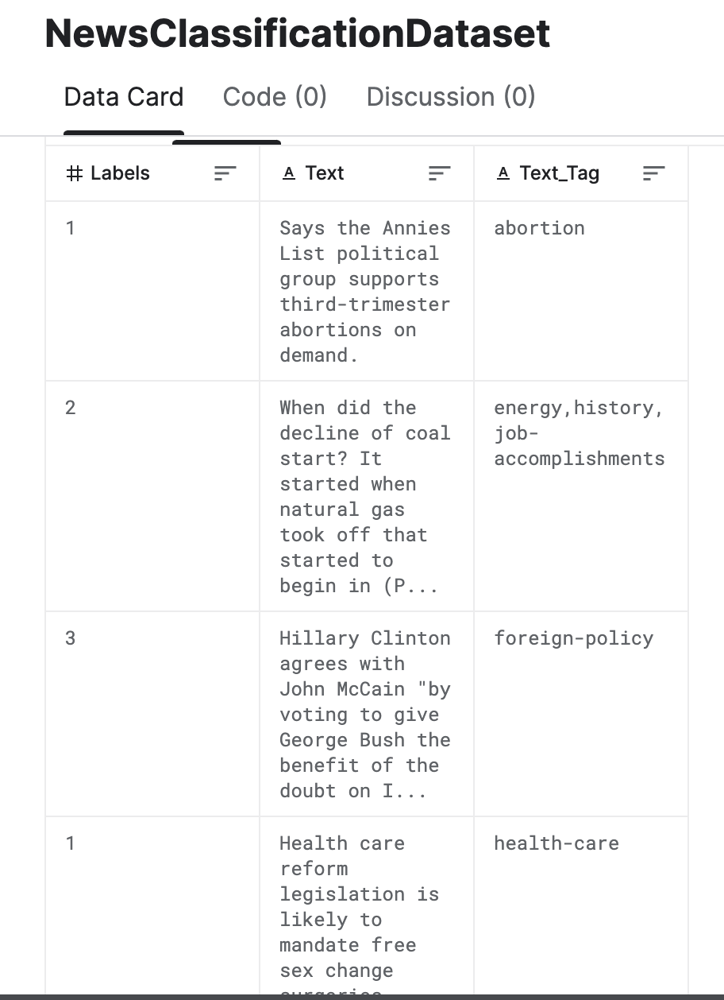 NewsClassificationDataset
Data Card Code (0) Discussion (0)
# Labels A Text A Text_Tag
1
Says the Annies
List political
group supports
third-trimester
abortions on
demand.
abortion
2
When did the
decline of coal
start? It
started when
natural gas
took off that
started to
begin in (P...
energy,history,
job-
accomplishments
3
Hillary Clinton
agrees with
John McCain "by
voting to give
George Bush the
benefit of the
doubt on I...
foreign-policy
1
Health care
reform
legislation is
likely to
mandate free
sex change
health-care